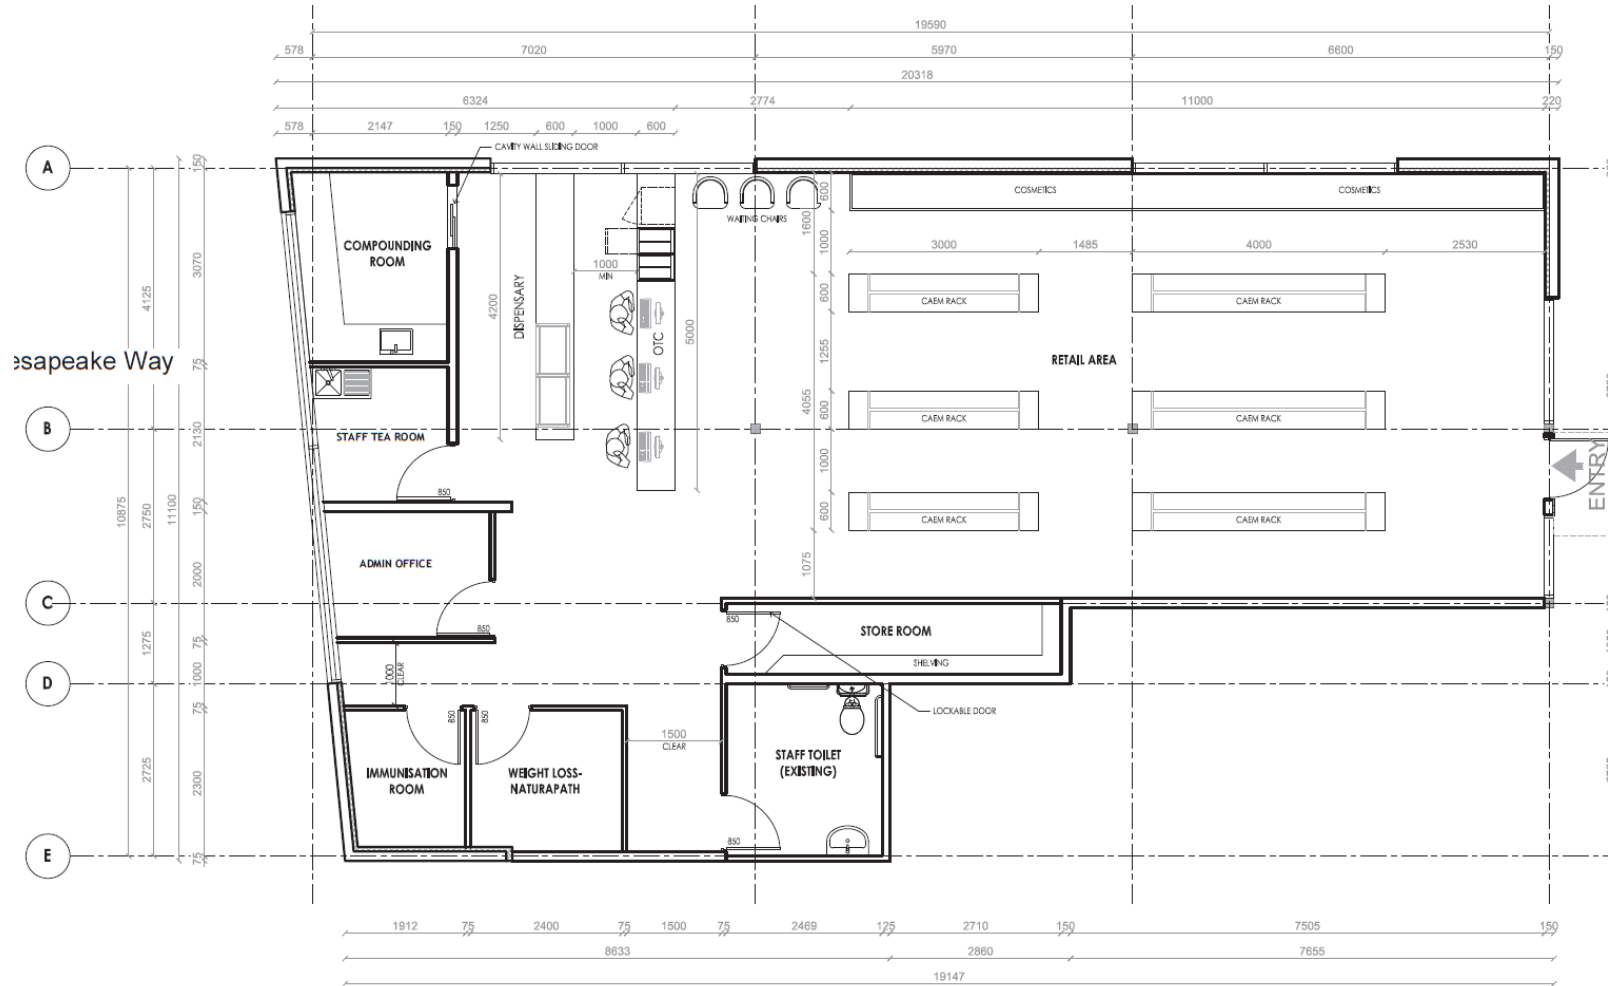 19590
578
7020
5970
6600
150
20318
6324
2774
11000
220
578
2147
150
1250
600
1000
600
CAVITY WALL SLIDING DOOR
A
150
COSMETICS
COSMETICS
600
WAITING CHAIRS
1600
COMPOUNDING
ROOM
1000
3000
1485
4000
2530
3070
1000
MIN
4125
DISPENSARY
4200
600
CAEM RACK
CAEM RACK
OTC
5000
1255
RETAIL AREA
esapeake Way
75
4055
600
CAEM RACK
CAEM RACK
B
2130
STAFF TEA ROOM
1000
ENTRY
850
150
10875
2750
11100
600
CAEM RACK
CAEM RACK
ADMIN OFFICE
2000
1075
C
850
850
STORE ROOM
75
1275
1000
1000
CLEAR
SHELVING
D
75
850
850
LOCKABLE DOOR
1500
CLEAR
2725
2300
IMMUNISATION
ROOM
WEIGHT LOSS-
NATURAPATH
STAFF TOILET
(EXISTING)
850
E
75
1912
75
2400
75
1500
75
2469
125
2710
150
7505
150
8633
2860
7655
19147